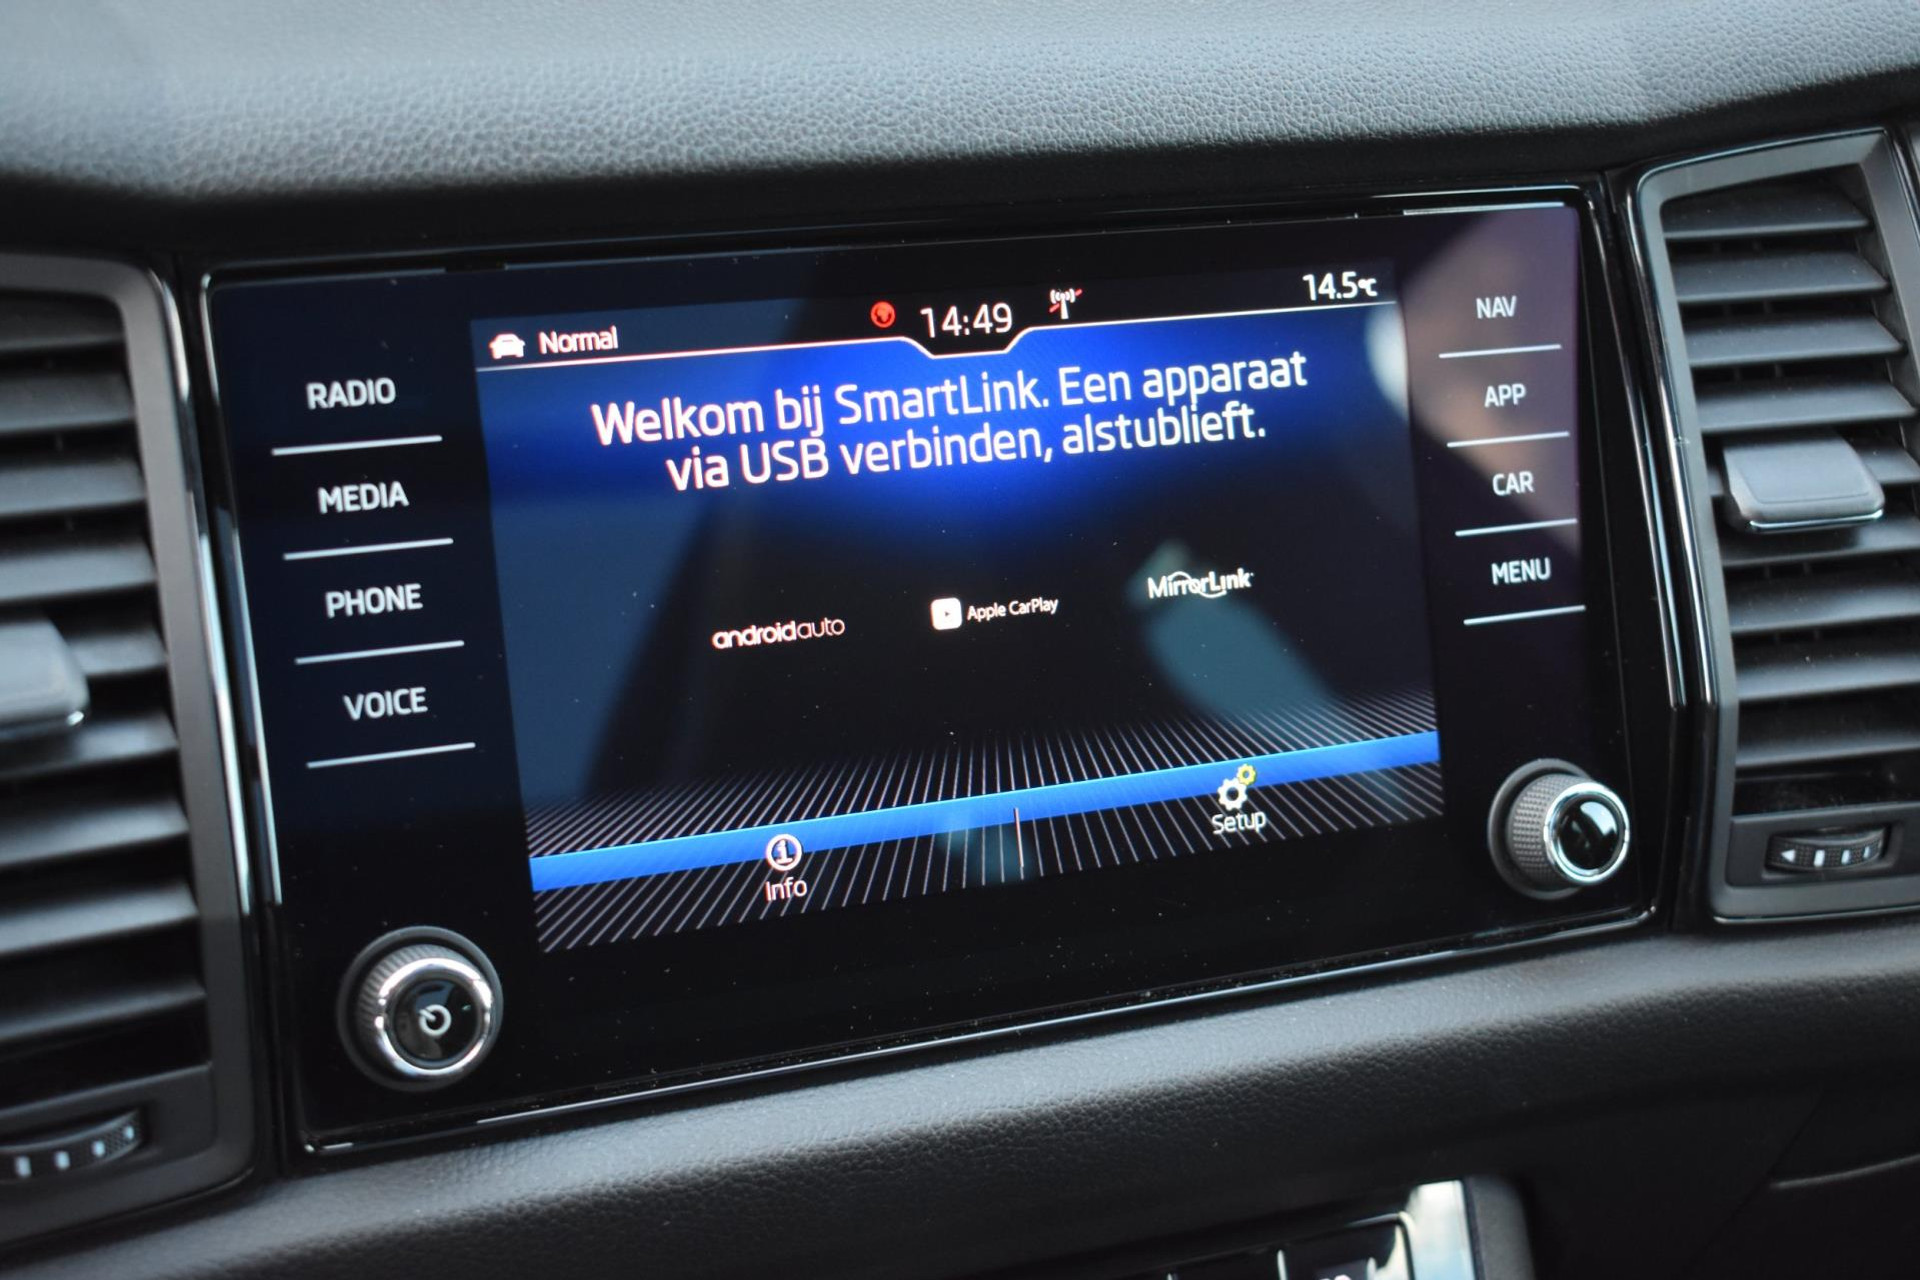 Normal
14:49
14.5°C
Welkom bij SmartLink. Een apparaat
via USB verbinden, alstublieft.
androidauto
Apple CarPlay
MirrorLink
Info
Setup
RADIO
MEDIA
PHONE
VOICE
NAV
APP
CAR
MENU